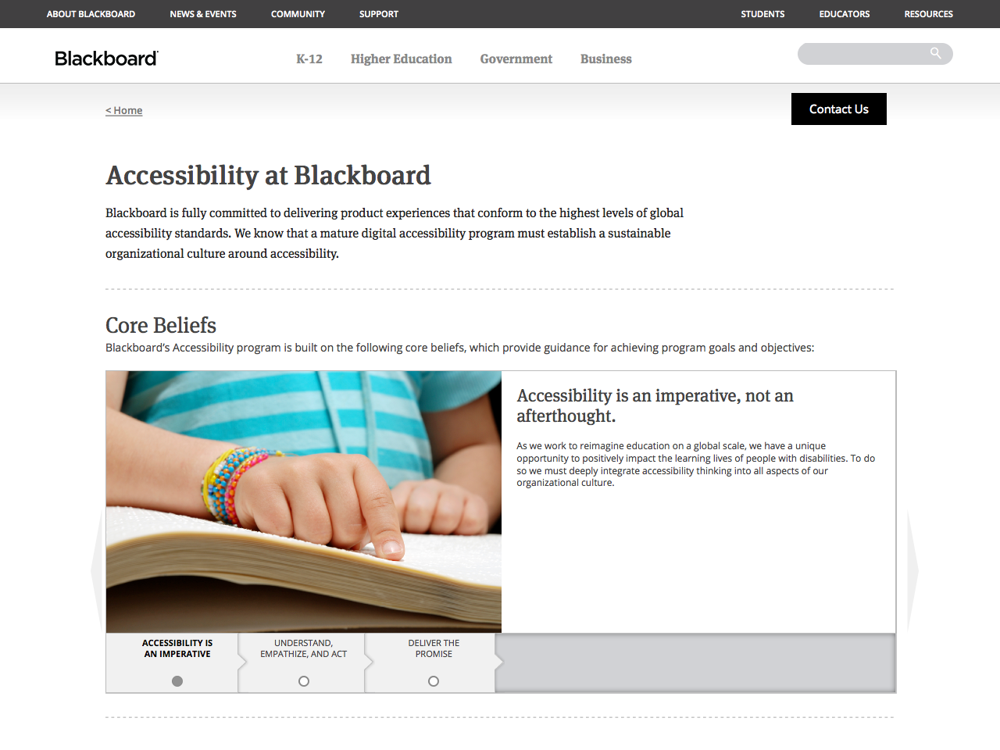 ABOUT BLACKBOARD NEWS & EVENTS COMMUNITY SUPPORT STUDENTS EDUCATORS RESOURCES
Blackboard K-12 Higher Education Government Business
< Home Contact Us
Accessibility at Blackboard
Blackboard is fully committed to delivering product experiences that conform to the highest levels of global
accessibility standards. We know that a mature digital accessibility program must establish a sustainable
organizational culture around accessibility.
Core Beliefs
Blackboard’s Accessibility program is built on the following core beliefs, which provide guidance for achieving program goals and objectives:
Accessibility is an imperative, not an
afterthought.
As we work to reimagine education on a global scale, we have a unique
opportunity to positively impact the learning lives of people with disabilities. To do
so we must deeply integrate accessibility thinking into all aspects of our
organizational culture.
ACCESSIBILITY IS
AN IMPERATIVE
UNDERSTAND,
EMPATHIZE, AND ACT
DELIVER THE
PROMISE